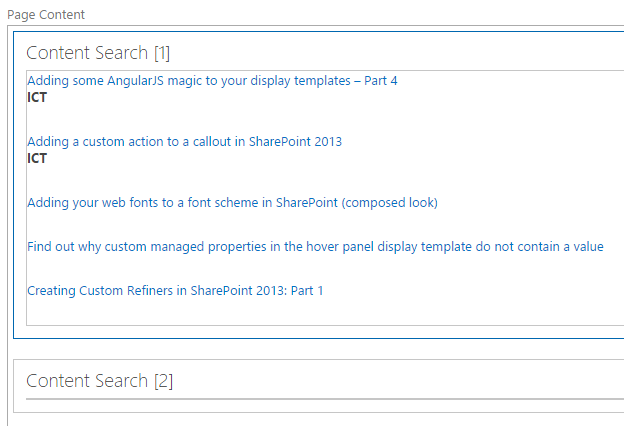 Page Content
Content Search [1]
Adding some AngularJS magic to your display templates – Part 4
ICT
Adding a custom action to a callout in SharePoint 2013
ICT
Adding your web fonts to a font scheme in SharePoint (composed look)
Find out why custom managed properties in the hover panel display template do not contain a value
Creating Custom Refiners in SharePoint 2013: Part 1
Content Search [2]